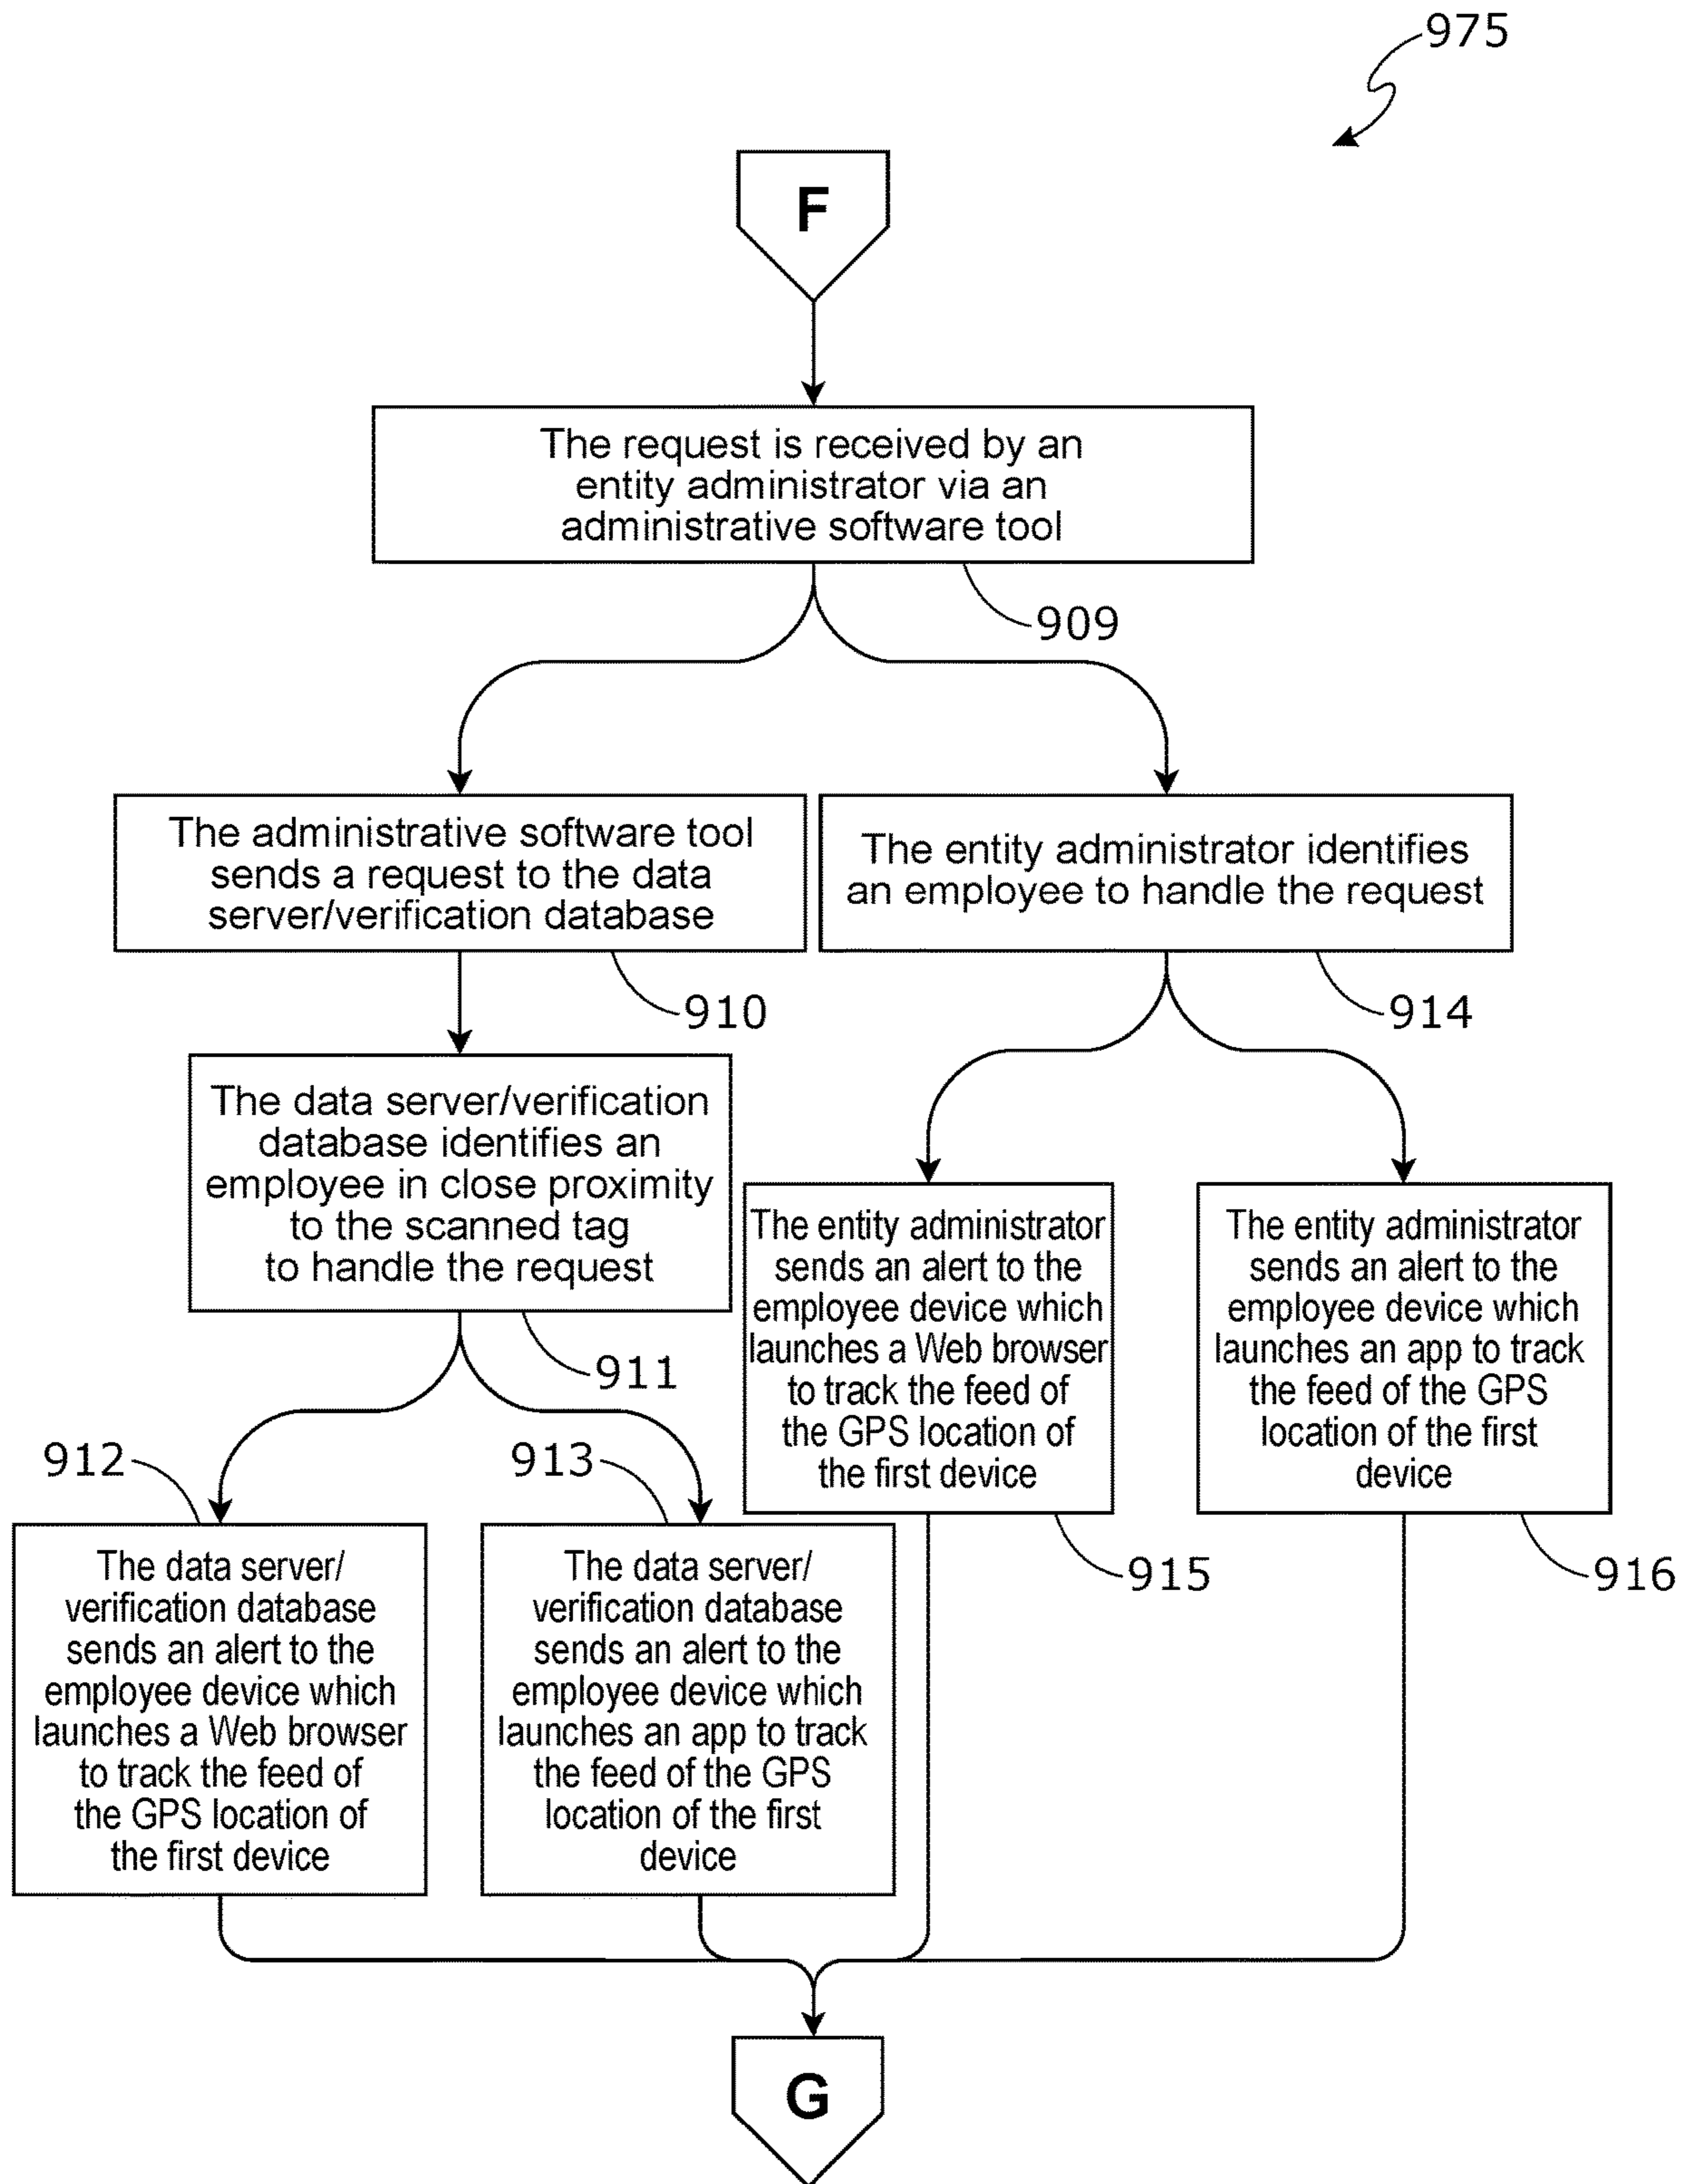 975
F
The request is received by an
entity administrator via an
administrative software tool
909
The administrative software tool
sends a request to the data
server/verification database
910
The entity administrator identifies
an employee to handle the request
914
The data server/verification
database identifies an
employee in close proximity
to the scanned tag
to handle the request
911
The entity administrator
sends an alert to the
employee device which
launches a Web browser
to track the feed of
the GPS location of
the first device
915
The entity administrator
sends an alert to the
employee device which
launches an app to track
the feed of the GPS
location of the first
device
916
912
The data server/
verification database
sends an alert to the
employee device which
launches a Web browser
to track the feed of
the GPS location of
the first device
913
The data server/
verification database
sends an alert to the
employee device which
launches an app to track
the feed of the GPS
location of the first
device
G